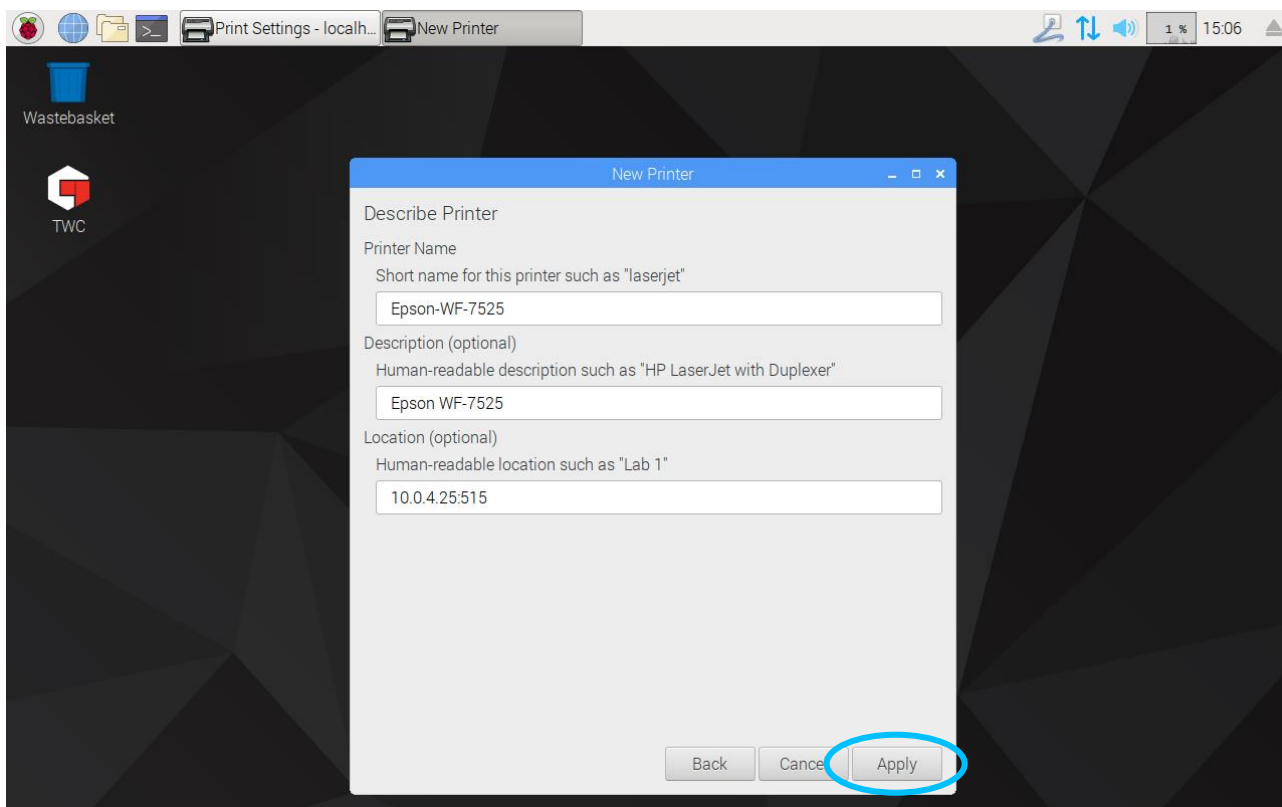 Print Settings - localh... New Printer 1 % 15:06
Wastebasket
TWC
New Printer
Describe Printer
Printer Name
Short name for this printer such as "laserjet"
Epson-WF-7525
Description (optional)
Human-readable description such as "HP LaserJet with Duplexer"
Epson WF-7525
Location (optional)
Human-readable location such as "Lab 1"
10.0.4.25:515
Back Cance Apply